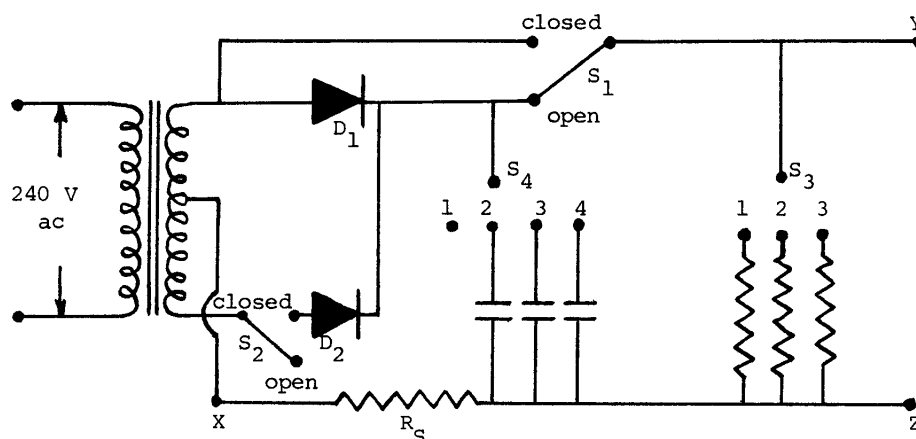 closed
Y
S1
open
D1
240 V
ac
S4
S3
1 2 3 4
1 2 3
closed
S2
D2
open
X
RS
Z